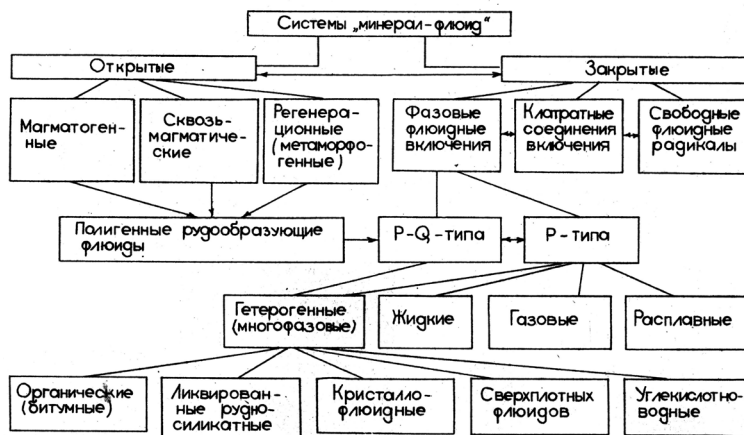 Системы „минерал-флюид“
Открытые
Закрытые
Магматоген-
ные
Сквозь-
магматиче-
ские
Регенера-
ционные
(метаморфо-
генные)
Фазовые
флюидные
включения
Клатратные
соединения
включения
Свободные
флюидные
радикалы
Полигенные рудообразующие
флюиды
P-Q-типа
P-типа
Гетерогенные
(многофазовые)
Жидкие
Газовые
Расплавные
Органические
(битумные)
Ликвирован-
ные рудно-
силикатные
Кристалло-
флюидные
Сверхплотных
флюидов
Углекислотно-
водные